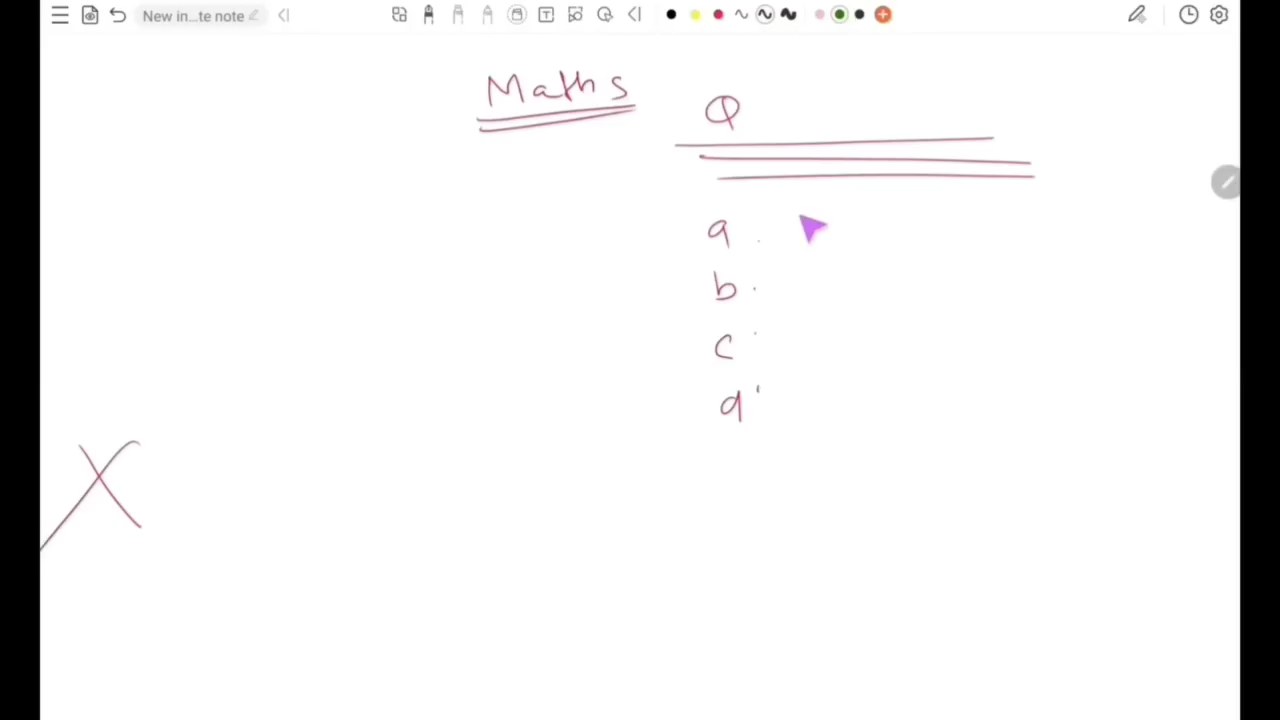 New in...te note
Maths
Q
a.
b.
c.
d.
X